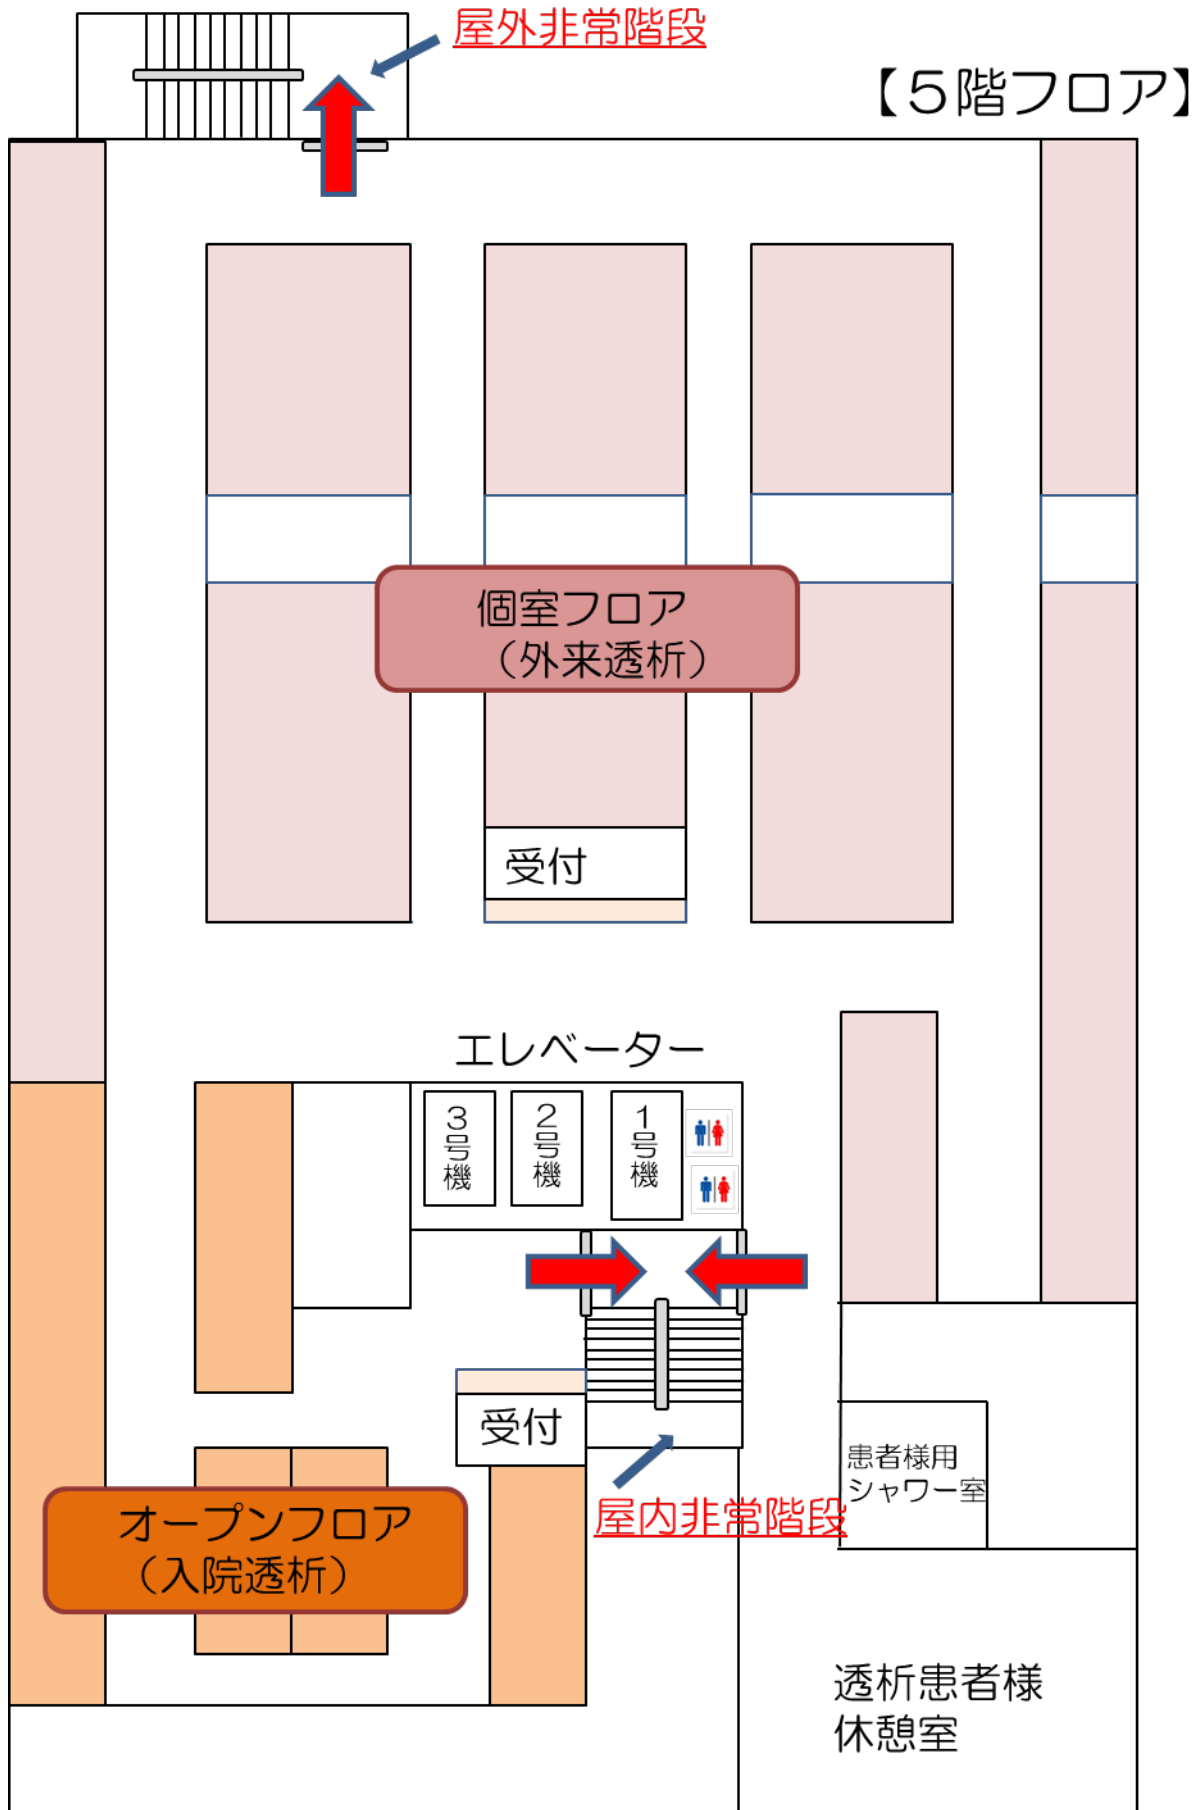 屋外非常階段
【5階フロア】
個室フロア
(外来透析)
受付
エレベーター
3号機
2号機
1号機
受付
患者様用
シャワー室
屋内非常階段
オープンフロア
(入院透析)
透析患者様
休憩室